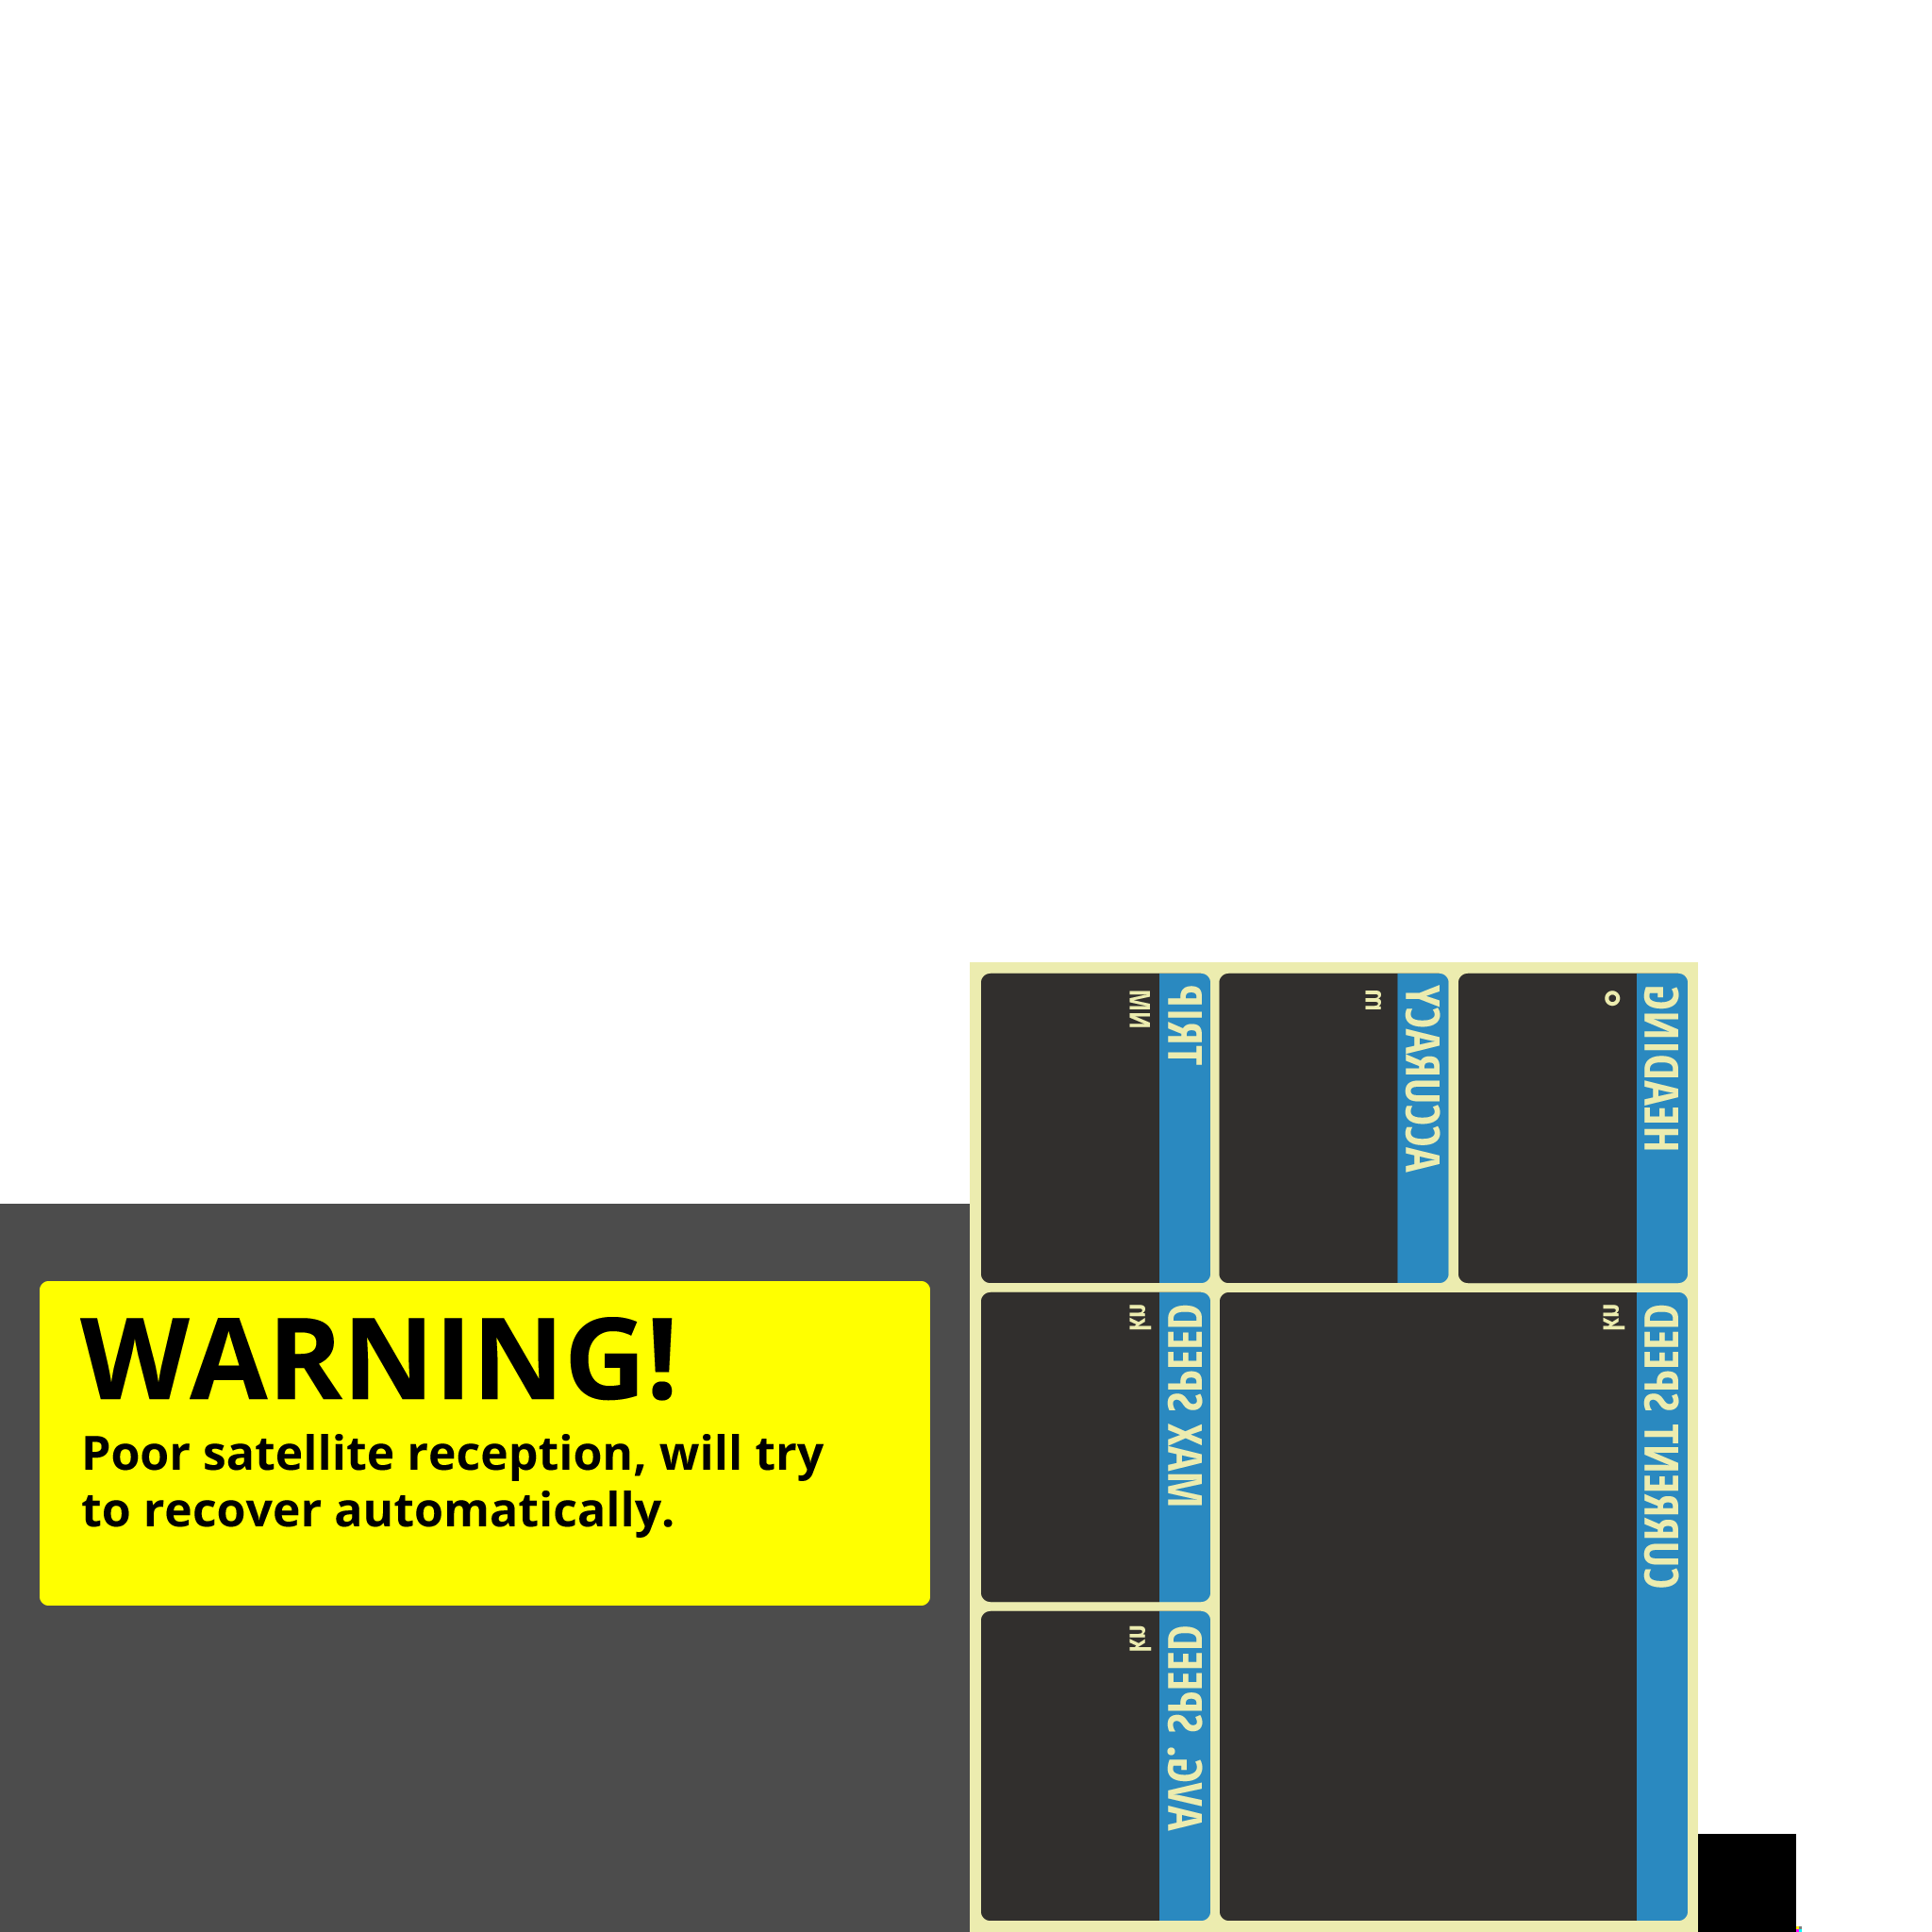 WARNING!
Poor satellite reception, will try
to recover automatically.
TRIP
NM
ACCURACY
m
HEADING
°
MAX SPEED
kn
CURRENT SPEED
kn
AVG. SPEED
kn